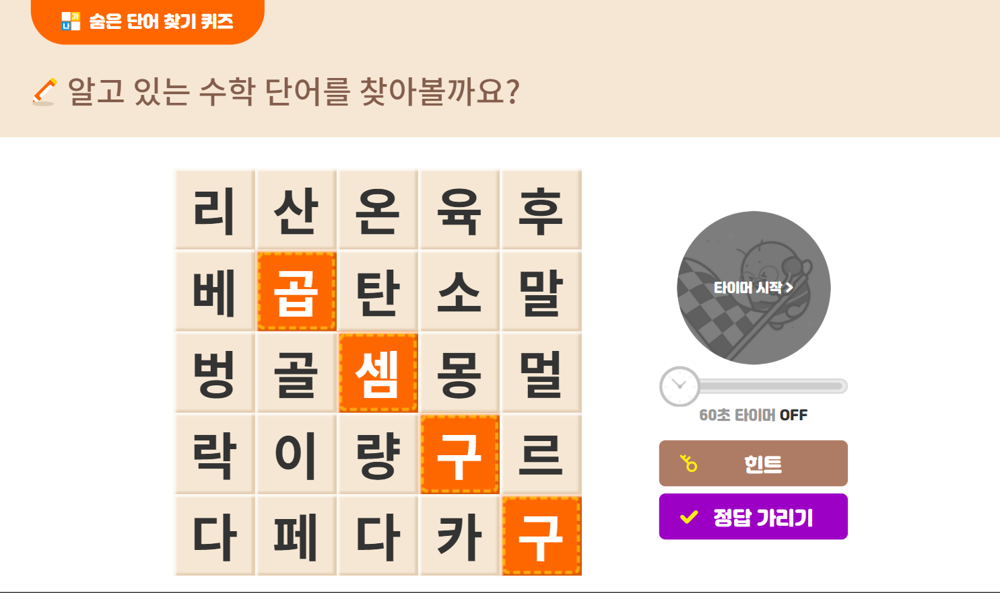 숨은 단어 찾기 퀴즈
알고 있는 수학 단어를 찾아볼까요?
리 산 온 육 후
베 곱 탄 소 말
벙 골 셈 몽 멀
락 이 량 구 르
다 페 다 카 구
타이머 시작 >
60초 타이머 OFF
힌트
정답 가리기